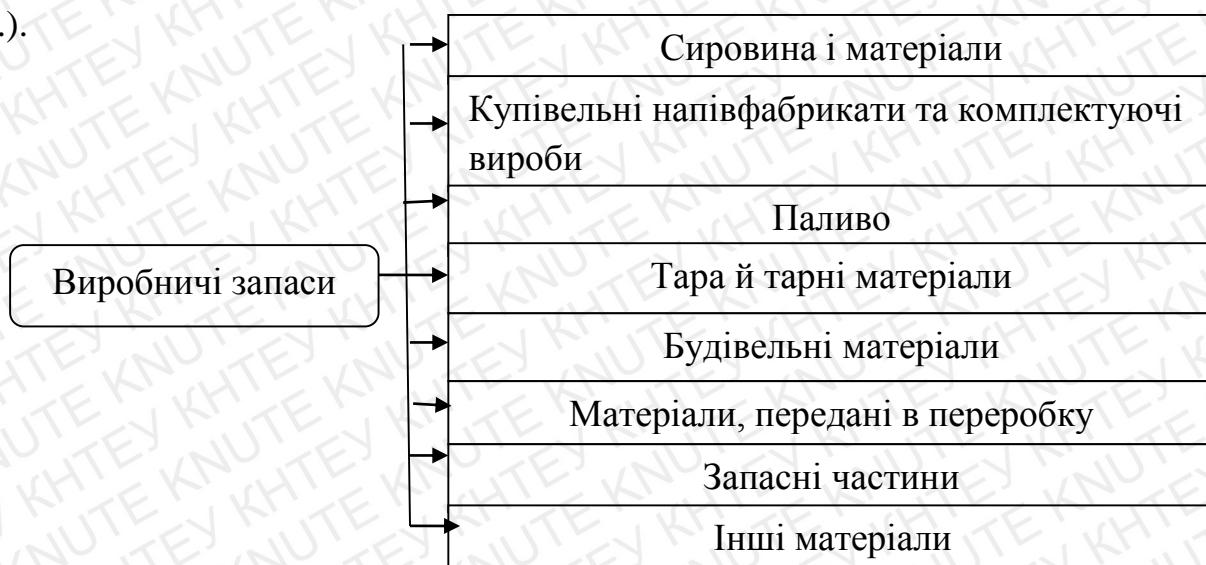 .).
Сировина і матеріали
Купівельні напівфабрикати та комплектуючі
вироби
Паливо
Виробничі запаси
Тара й тарні матеріали
Будівельні матеріали
Матеріали, передані в переробку
Запасні частини
Інші матеріали